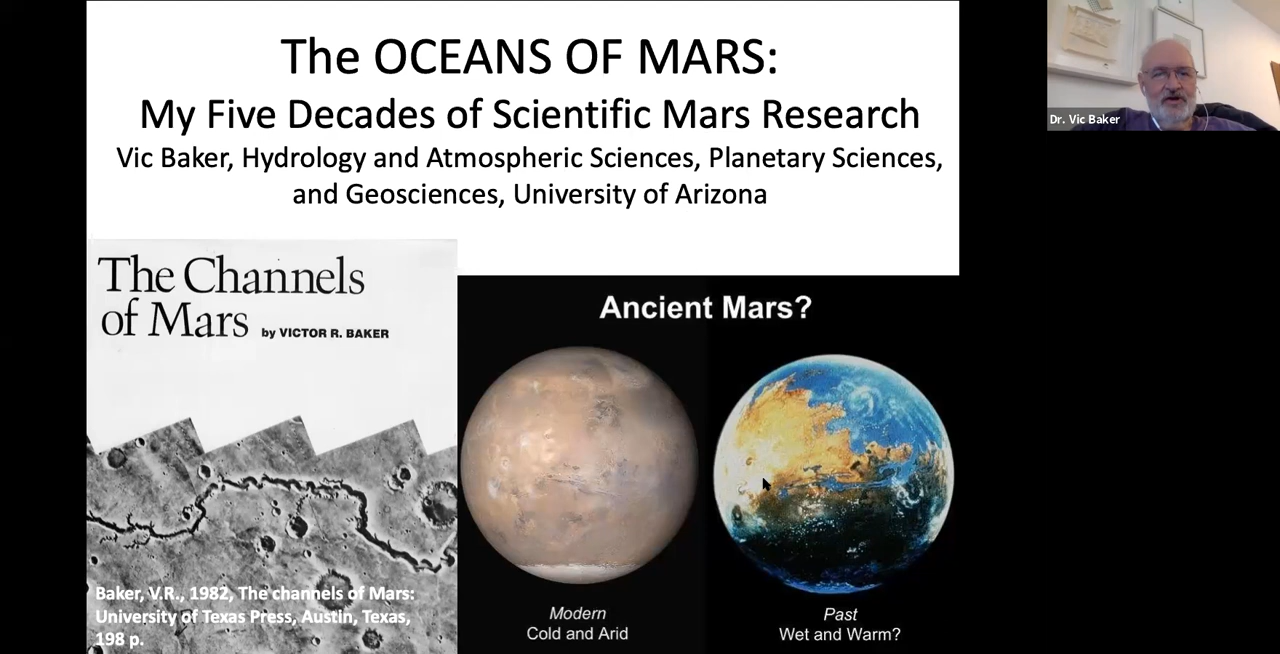 The OCEANS OF MARS:
My Five Decades of Scientific Mars Research
Vic Baker, Hydrology and Atmospheric Sciences, Planetary Sciences,
and Geosciences, University of Arizona
Dr. Vic Baker
The Channels
of Mars by VICTOR R. BAKER
Baker, V.R., 1982, The channels of Mars:
University of Texas Press, Austin, Texas,
198 p.
Ancient Mars?
Modern
Cold and Arid
Past
Wet and Warm?